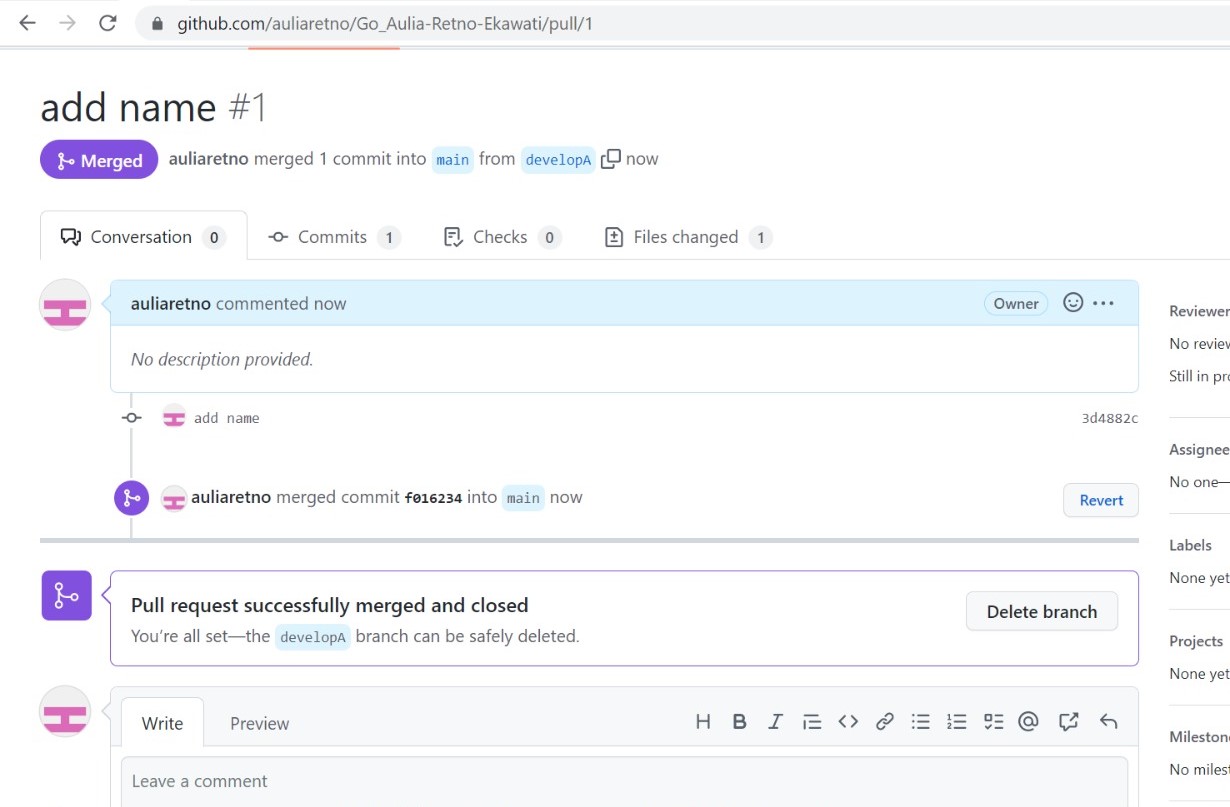 github.com/auliaretno/Go_Aulia-Retno-Ekawati/pull/1
add name #1
Merged auliaretno merged 1 commit into main from developA now
Conversation 0 Commits 1 Checks 0 Files changed 1
auliaretno commented now Owner
Reviewer
No description provided.
No review
Still in pro
add name 3d4882c
Assignee
No one—
auliaretno merged commit f016234 into main now Revert
Labels
None yet
Pull request successfully merged and closed
You're all set—the developA branch can be safely deleted.
Delete branch
Projects
None yet
Write Preview
Mileston
No milest
Leave a comment